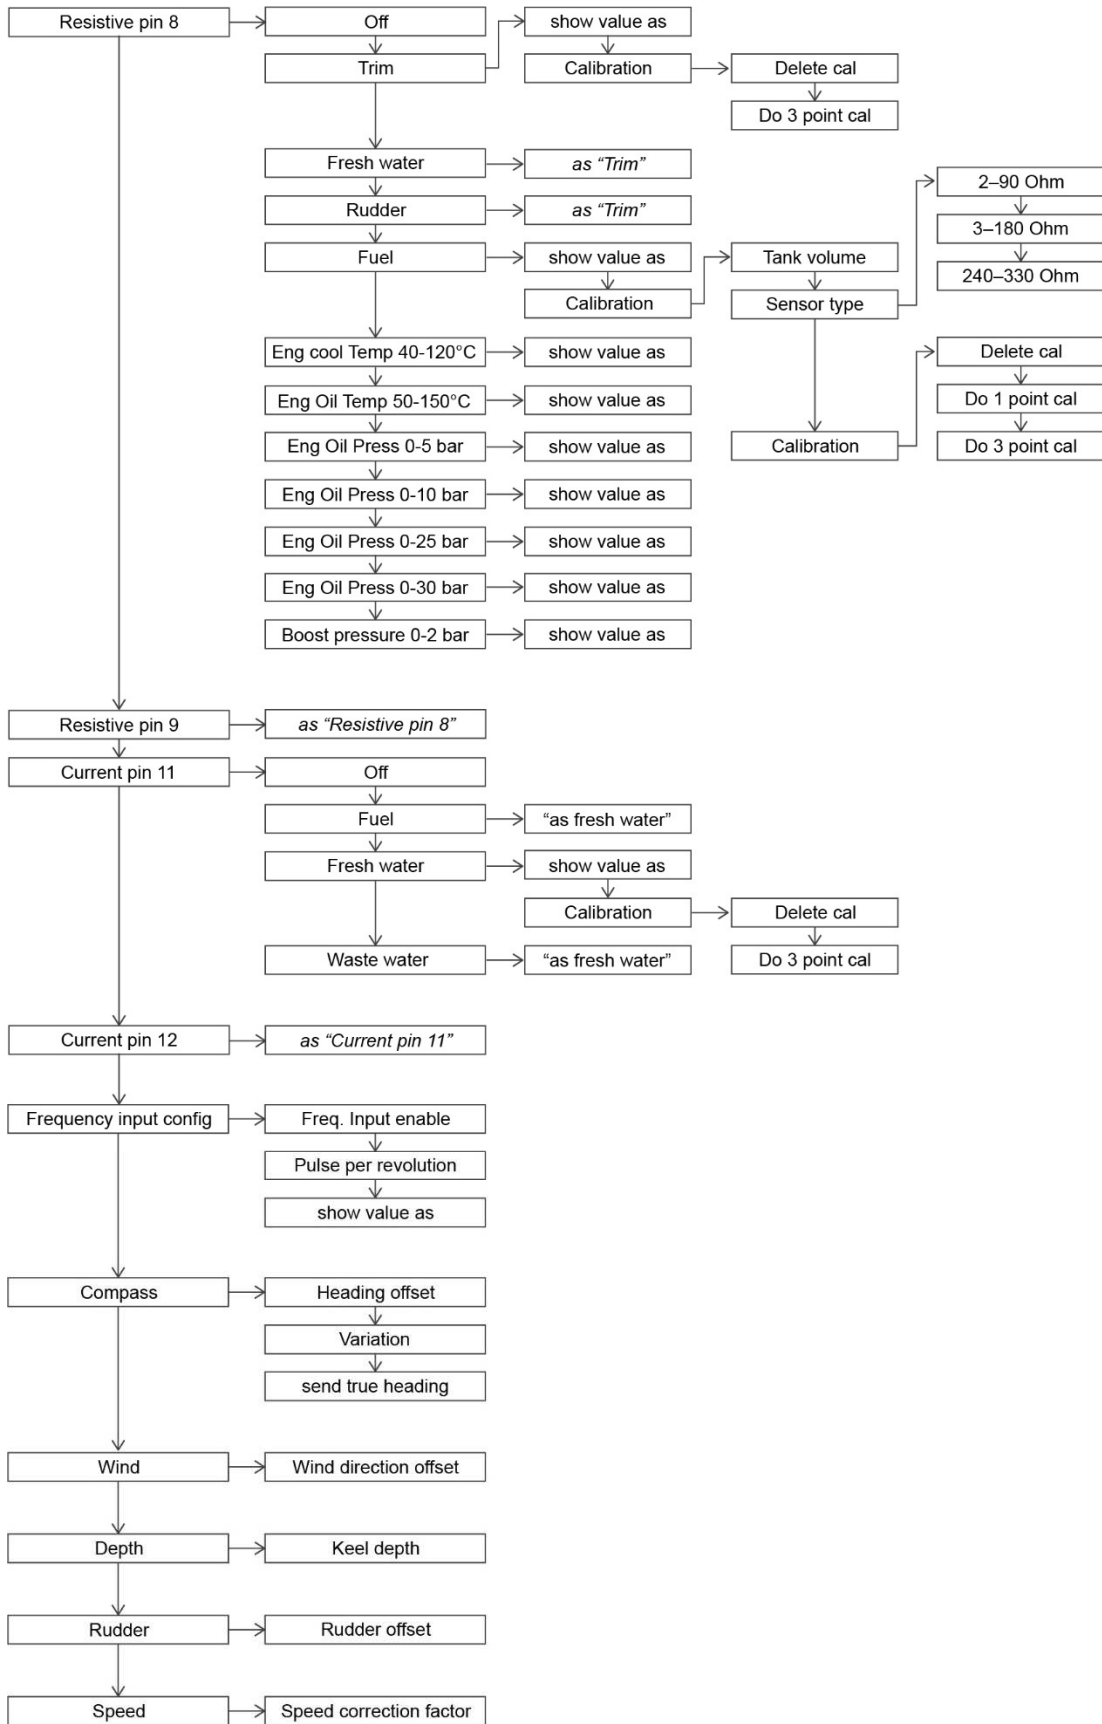 Resistive pin 8
Off
show value as
Trim
Calibration
Delete cal
Do 3 point cal
Fresh water
as “Trim”
2–90 Ohm
Rudder
as “Trim”
3–180 Ohm
Fuel
show value as
Tank volume
240–330 Ohm
Calibration
Sensor type
Eng cool Temp 40-120°C
show value as
Delete cal
Eng Oil Temp 50-150°C
show value as
Do 1 point cal
Eng Oil Press 0-5 bar
show value as
Calibration
Do 3 point cal
Eng Oil Press 0-10 bar
show value as
Eng Oil Press 0-25 bar
show value as
Eng Oil Press 0-30 bar
show value as
Boost pressure 0-2 bar
show value as
Resistive pin 9
as “Resistive pin 8”
Current pin 11
Off
Fuel
“as fresh water”
Fresh water
show value as
Calibration
Delete cal
Waste water
“as fresh water”
Do 3 point cal
Current pin 12
as “Current pin 11”
Frequency input config
Freq. Input enable
Pulse per revolution
show value as
Compass
Heading offset
Variation
send true heading
Wind
Wind direction offset
Depth
Keel depth
Rudder
Rudder offset
Speed
Speed correction factor